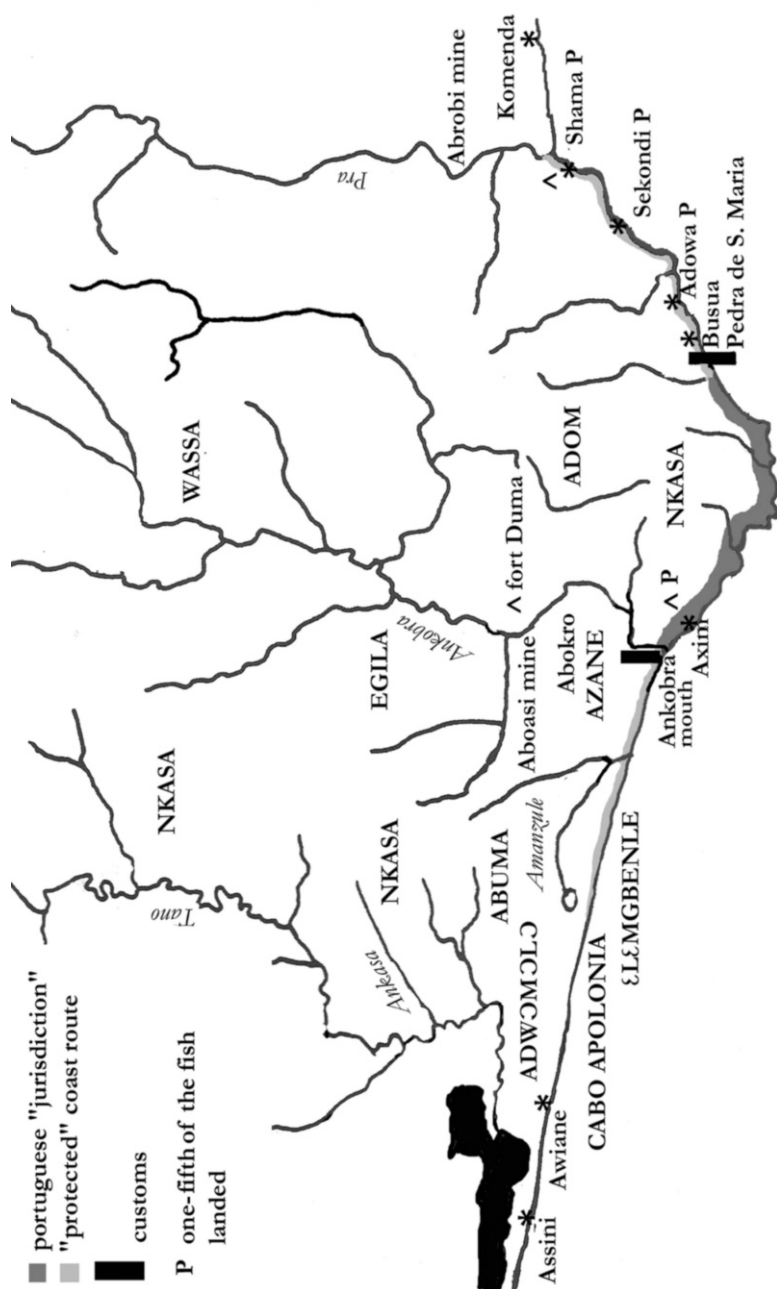 portuguese "jurisdiction"
"protected" coast route
customs
P one-fifth of the fish
landed
Tano
NKASA
WASSA
Pra
Abrobi mine
Komenda
Shama P
Sekondi P
Adowa P
Busua
Pedra de S. Maria
EGILA
Ankobra
^ fort Duma
ADOM
NKASA
Ankasa
NKASA
ABUMA
Aboasi mine
Abokro
AZANE
^ P
Axini
Ankobra
mouth
Amanzule
ADWƆMƆLƆ
ƐLƐMGBENLE
CABO APOLONIA
Awiane
Assini